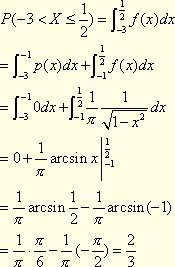 P(-3 < X ≤ 1/2) = ∫_{-3}^{1/2} f(x)dx
= ∫_{-3}^{-1} p(x)dx + ∫_{-1}^{1/2} f(x)dx
= ∫_{-3}^{-1} 0dx + ∫_{-1}^{1/2} 1/π 1/√(1-x²) dx
= 0 + 1/π arcsin x |_{-1}^{1/2}
= 1/π arcsin 1/2 - 1/π arcsin(-1)
= 1/π · π/6 - 1/π (-π/2) = 2/3